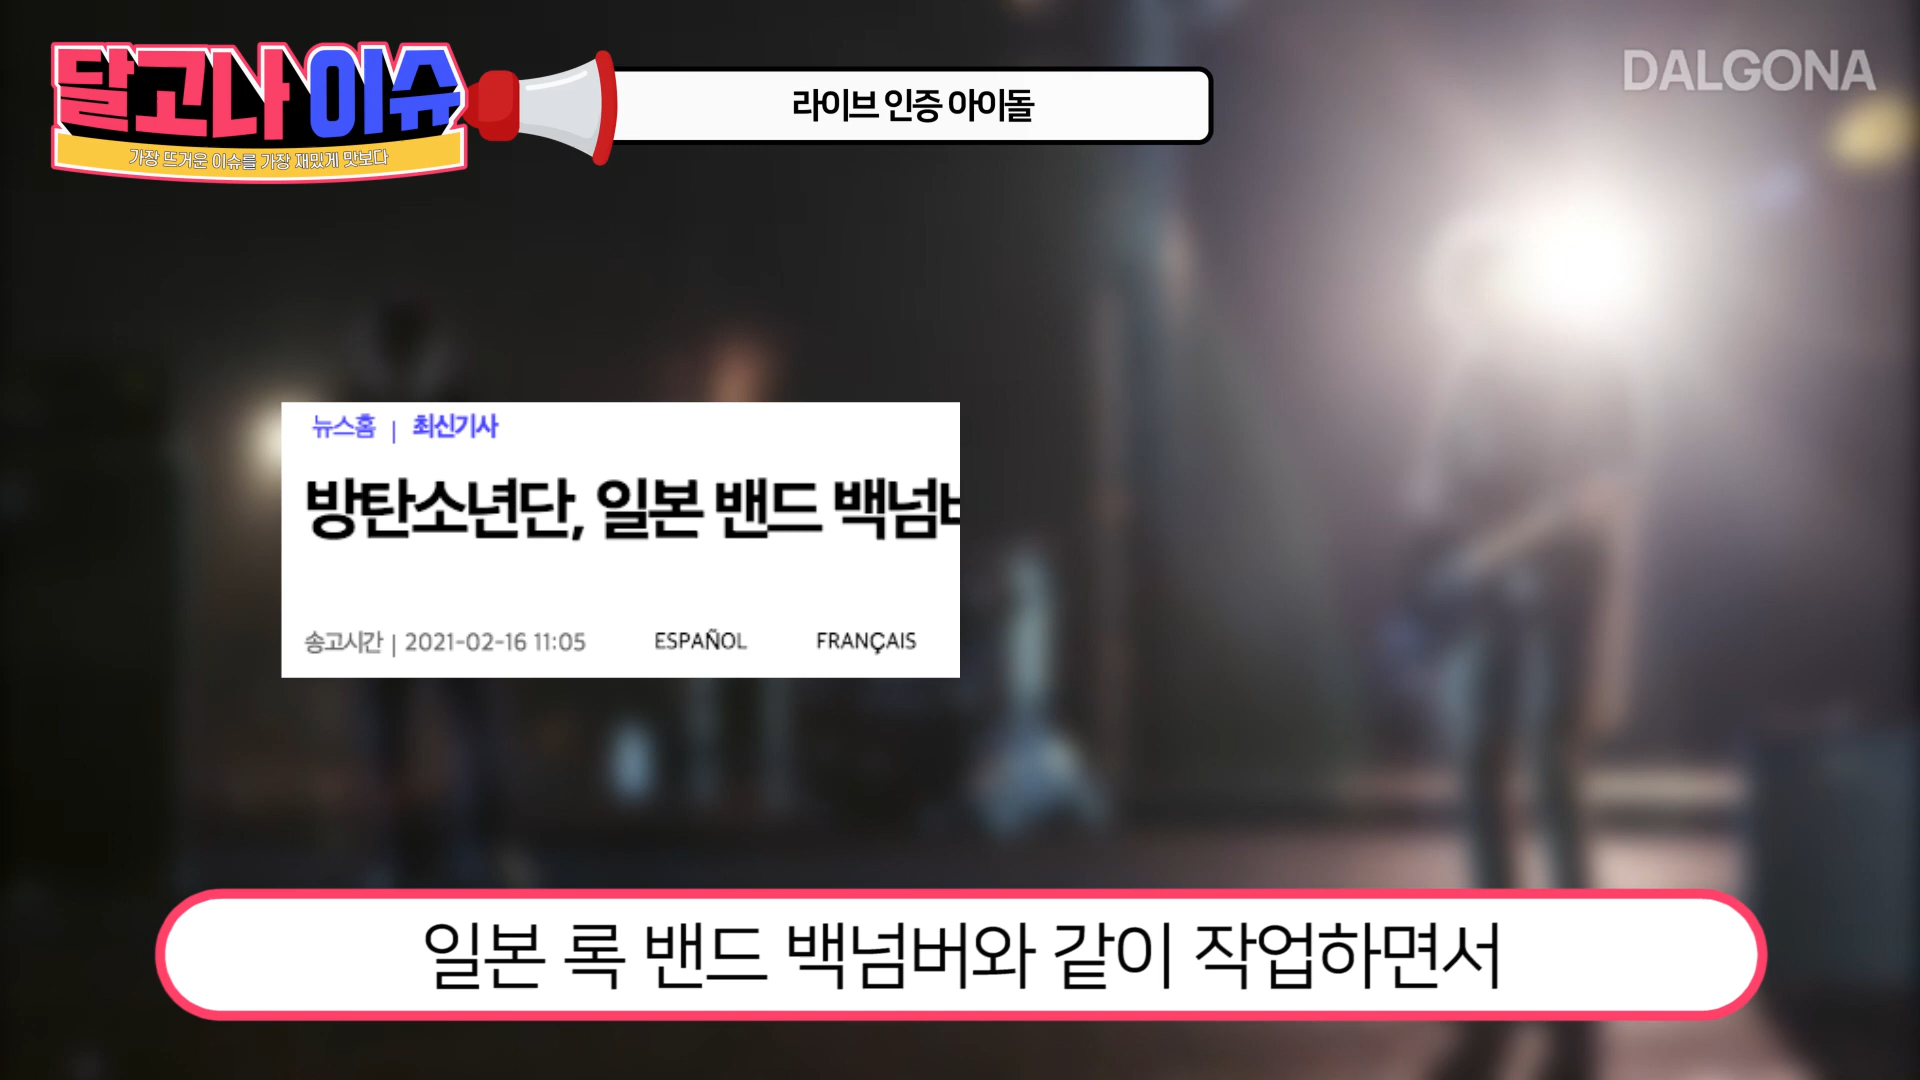 달고나 이슈
가장 뜨거운 이슈를 가장 재밌게 맛보다
라이브 인증 아이돌
DALGONA
뉴스홈 | 최신기사
방탄소년단, 일본 밴드 백넘버
송고시간 | 2021-02-16 11:05 ESPAÑOL FRANÇAIS
일본 록 밴드 백넘버와 같이 작업하면서